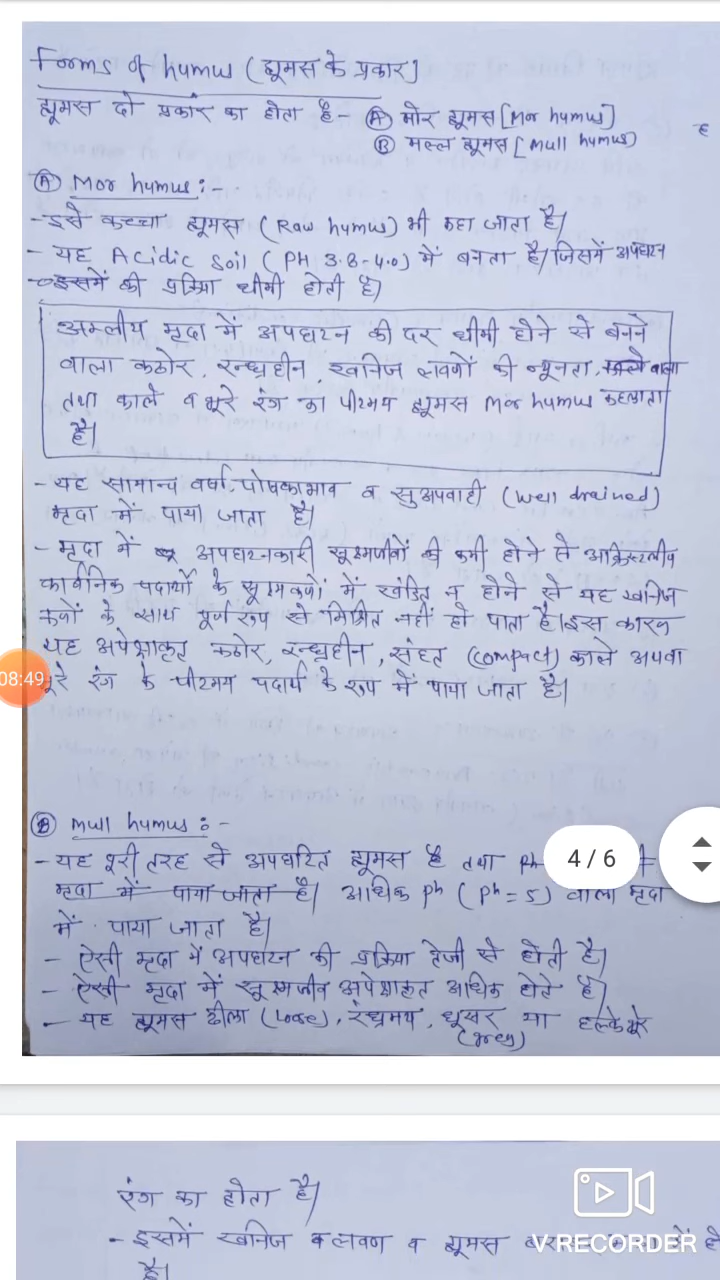 Forms of humus (ह्यूमस के प्रकार]
ह्यूमस दो प्रकार का होता है:- Ⓐ मोर ह्यूमस [Mor humus]
Ⓑ मल्ल ह्यूमस [mull humus)
Ⓐ Mor humus :-
- इसे कच्चा ह्यूमस (Raw humus) भी कहा जाता है।
- यह Acidic Soil (PH 3.8-4.0) में बनता है। जिसमें अपघटन
- इसमें की प्रक्रिया धीमी होती है।
अम्लीय मृदा में अपघटन की दर धीमी होने से बनने
वाला कठोर, रन्ध्रहीन खनिज लवणों की न्यूनता, वाला
तथा काले व भूरे रंग का पीटमय ह्यूमस Mor humus कहलाता
है।
- यह सामान्य वर्षा, पोषकाभाव व सुअपवाही (well drained)
मृदा में पाया जाता है।
- मृदा में अपघटनकारी सूक्ष्मजीवों की कमी होने से
कार्बनिक पदार्थों के सूक्ष्मकणों में खंडित न होने से यह खनिज
कणों के साथ पूर्ण रूप से मिश्रित नहीं हो पाता है। इस कारण
यह अपेक्षाकृत कठोर, रन्ध्रहीन, संहत (compact) काले अथवा
भूरे रंग के पीटमय पदार्थ के रूप में पाया जाता है।
08:49
Ⓑ mull humus :-
- यह पूरी तरह से अपघटित ह्यूमस है तथा ph
मृदा में पाया जाता है। अधिक ph (ph = 5) वाला मृदा
में पाया जाता है।
4 / 6
- ऐसी मृदा में अपघटन की प्रक्रिया तेजी से होती है।
- ऐसी मृदा में सूक्ष्मजीव अपेक्षाकृत अधिक होते है।
- यह ह्यूमस ढीला (Loose), रंध्रमय, धूसर या हल्के भूरे
(grey)
रंग का होता है।
- इसमें खनिज व लवण व ह्यूमस
है।
V RECORDER